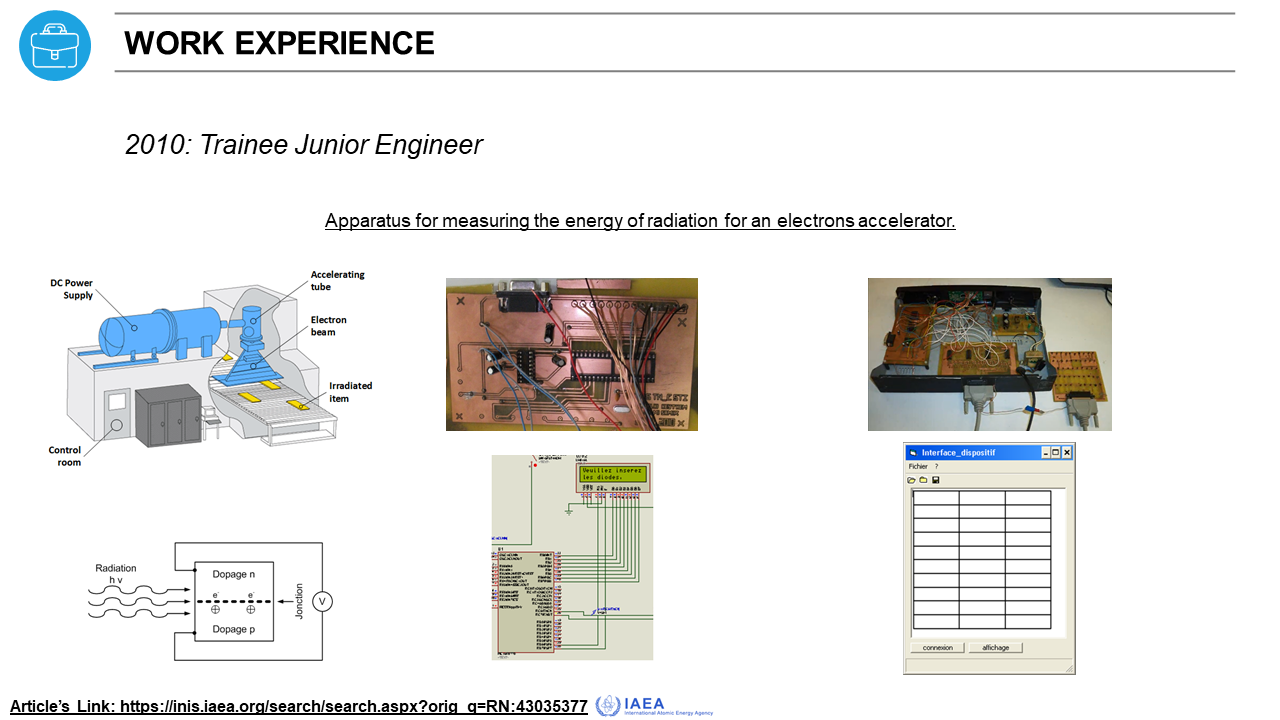 WORK EXPERIENCE
2010: Trainee Junior Engineer
Apparatus for measuring the energy of radiation for an electrons accelerator.
DC Power
Supply
Accelerating
tube
Electron
beam
Irradiated
item
Control
room
Veuillez inserez
les diodes.
Interface_dispositif
Fichier ?
connexion affichage
Radiation
h v
Dopage n
e- e-
Jonction
V
Dopage p
Article’s Link: https://inis.iaea.org/search/search.aspx?orig_q=RN:43035377
IAEA
International Atomic Energy Agency